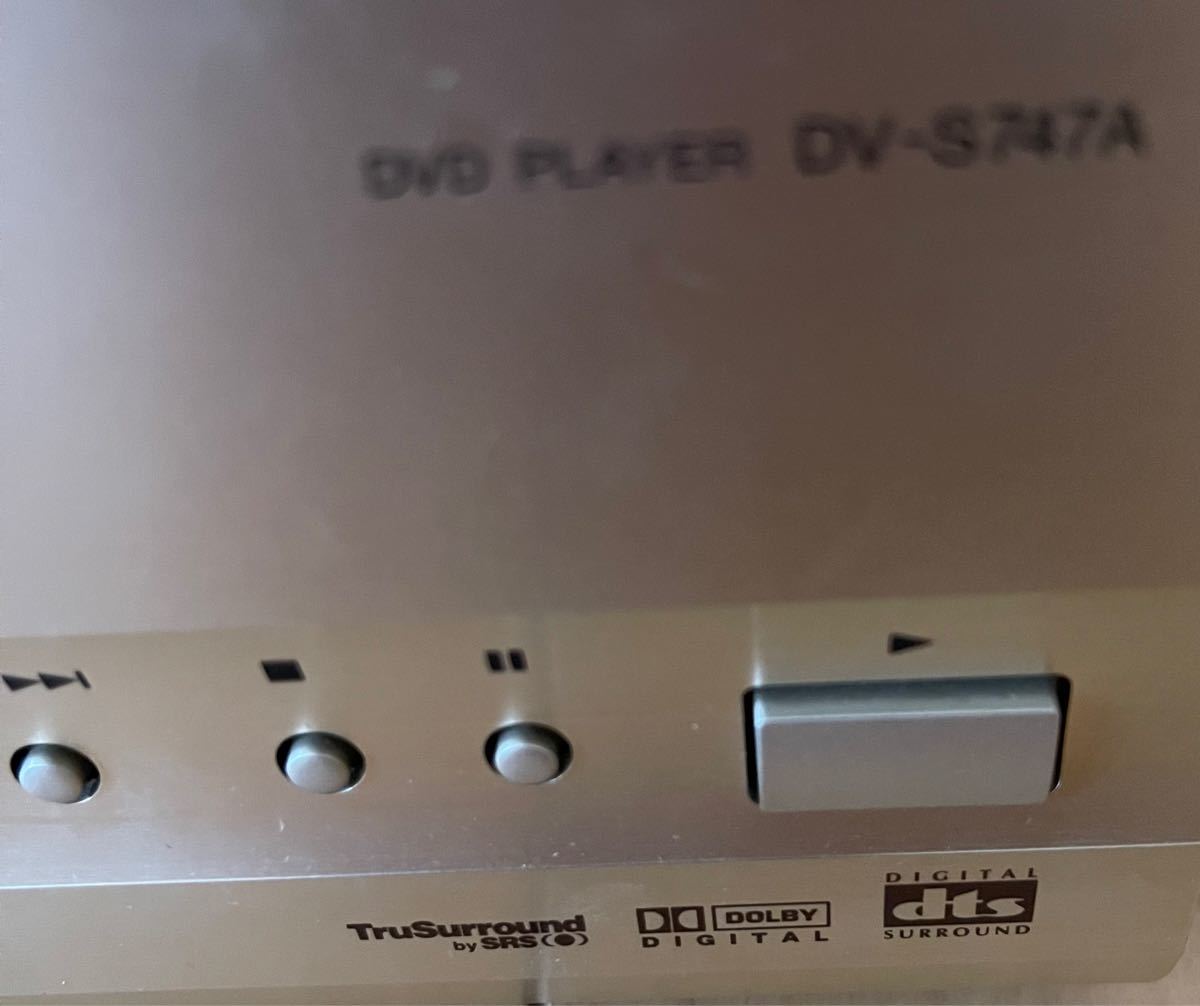 DVD PLAYER DV-S747A
TruSurround
by SRS
DOLBY
DIGITAL
DIGITAL
dts
SURROUND